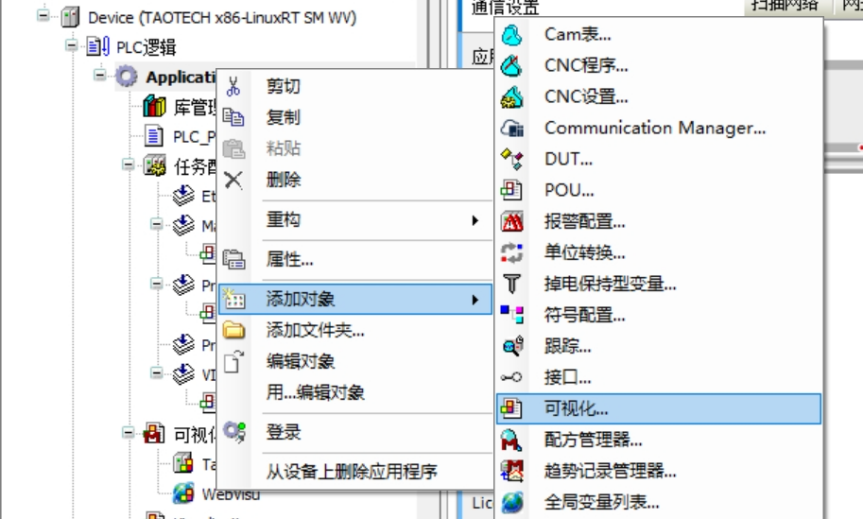 Device (TAOTECH x86-LinuxRT SM WV)
PLC逻辑
Applicati
库管理
PLC_P
任务配
Et
Ma
Pr
Pr
VI
可视化
Ta
WebVisu
剪切
复制
粘贴
删除
重构
属性...
添加对象
添加文件夹...
编辑对象
用...编辑对象
登录
从设备上删除应用程序
通信设置
扫描网络
应用
Lic
Cam表...
CNC程序...
CNC设置...
Communication Manager...
DUT...
POU...
报警配置...
单位转换...
掉电保持型变量...
符号配置...
跟踪...
接口...
可视化...
配方管理器...
趋势记录管理器...
全局变量列表...